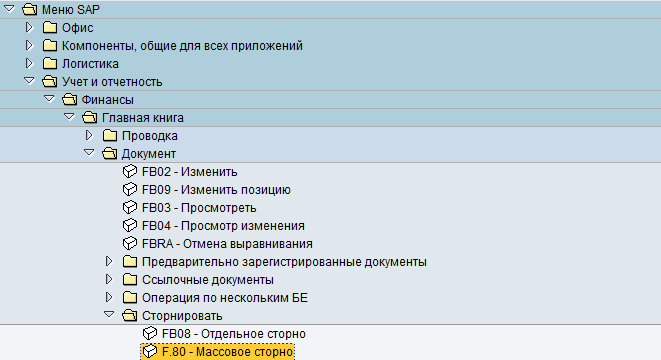 Меню SAP
Офис
Компоненты, общие для всех приложений
Логистика
Учет и отчетность
Финансы
Главная книга
Проводка
Документ
FB02 - Изменить
FB09 - Изменить позицию
FB03 - Просмотреть
FB04 - Просмотр изменения
FBRA - Отмена выравнивания
Предварительно зарегистрированные документы
Ссылочные документы
Операция по нескольким БЕ
Сторнировать
FB08 - Отдельное сторно
F.80 - Массовое сторно